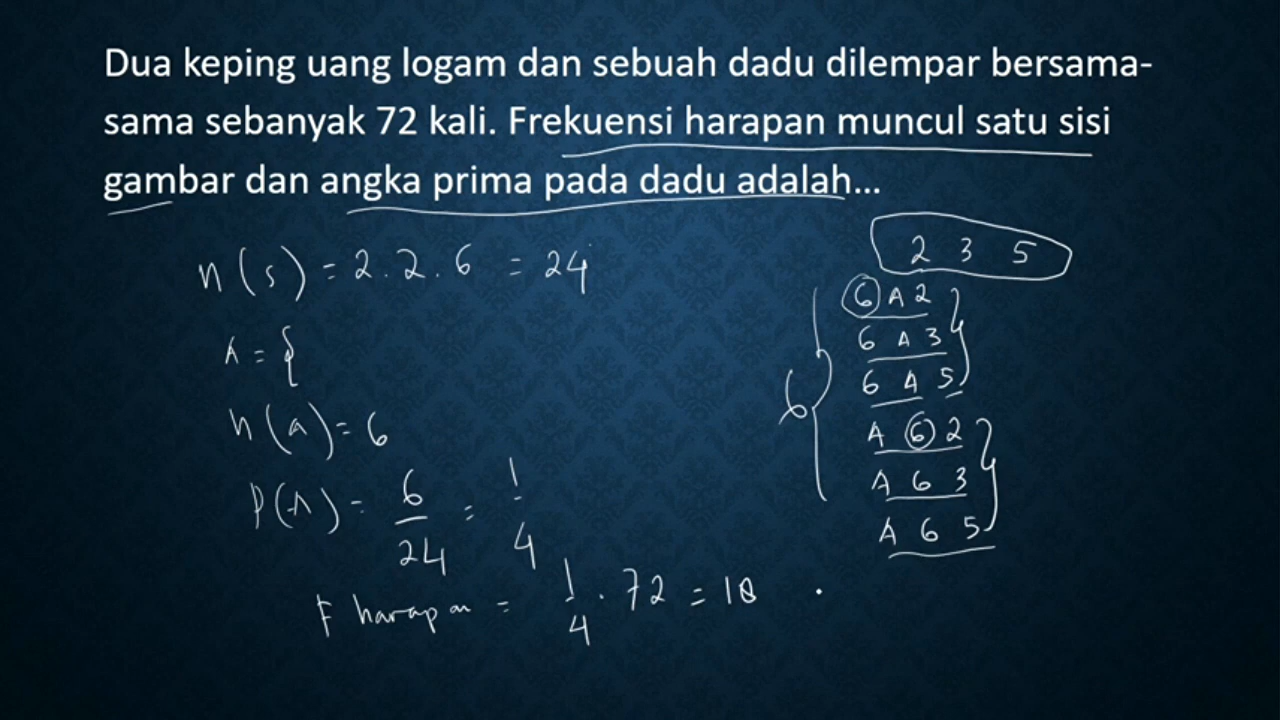 Dua keping uang logam dan sebuah dadu dilempar bersama-
sama sebanyak 72 kali. Frekuensi harapan muncul satu sisi
gambar dan angka prima pada dadu adalah...
n(s) = 2.2.6 = 24
A = {
n(a) = 6
P(A) = 6/24 = 1/4
F harapan = 1/4 . 72 = 18
2 3 5
G A 2
G A 3
G A 5
A G 2
A G 3
A G 5
6